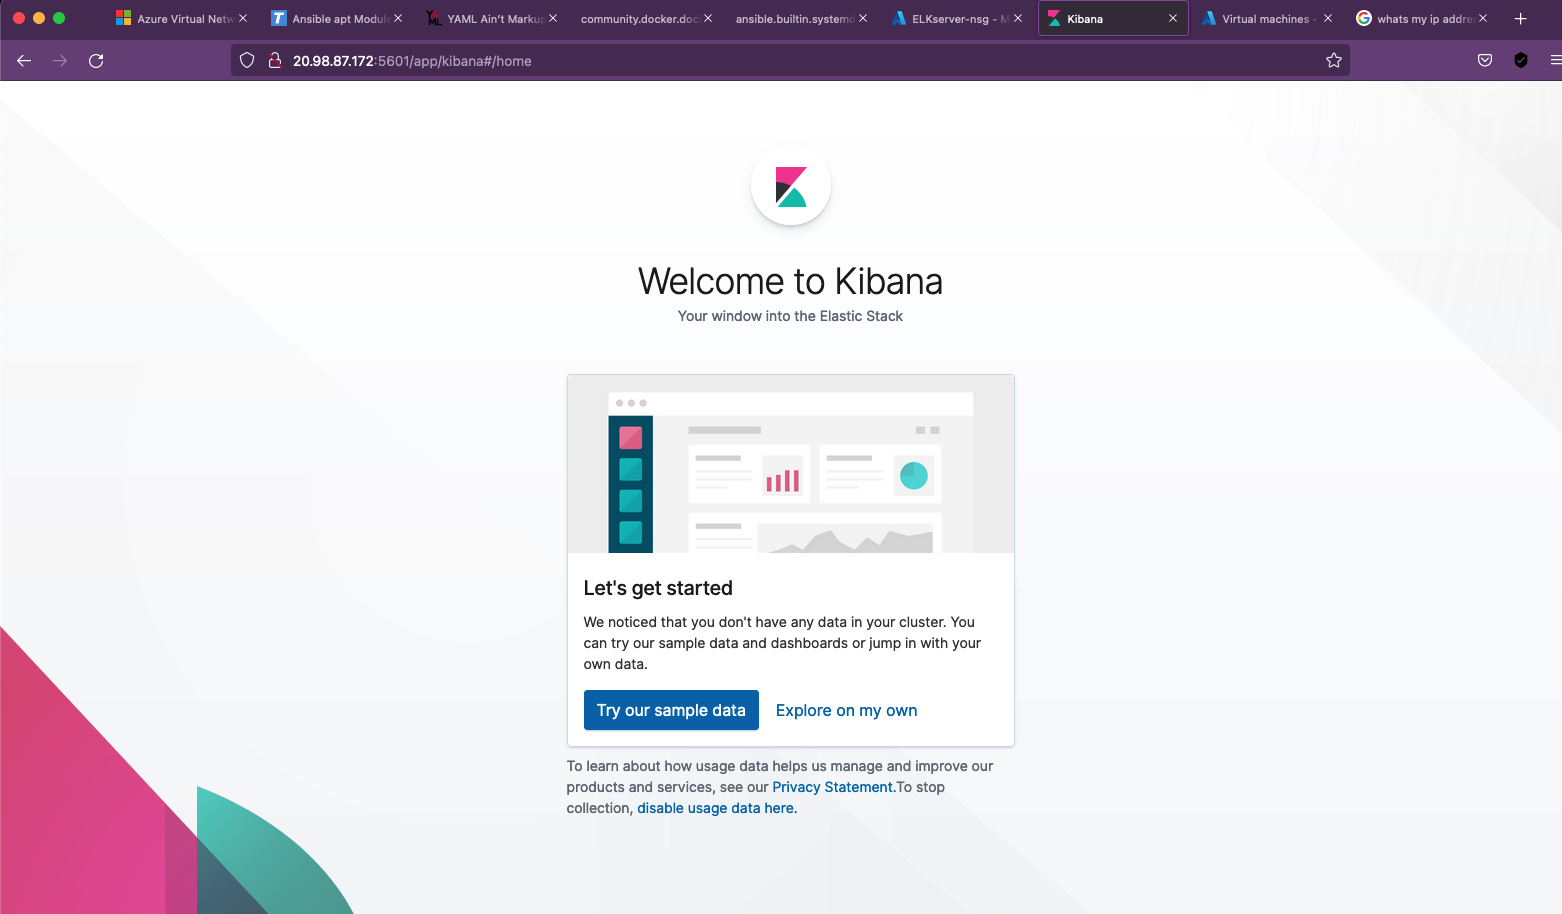 Azure Virtual Netw
Ansible apt Module
YAML Ain't Markup
community.docker.doc
ansible.builtin.systemd
ELKserver-nsg - M
Kibana
Virtual machines -
whats my ip addre
20.98.87.172:5601/app/kibana#/home
Welcome to Kibana
Your window into the Elastic Stack
Let's get started
We noticed that you don't have any data in your cluster. You
can try our sample data and dashboards or jump in with your
own data.
Try our sample data
Explore on my own
To learn about how usage data helps us manage and improve our
products and services, see our Privacy Statement.To stop
collection, disable usage data here.